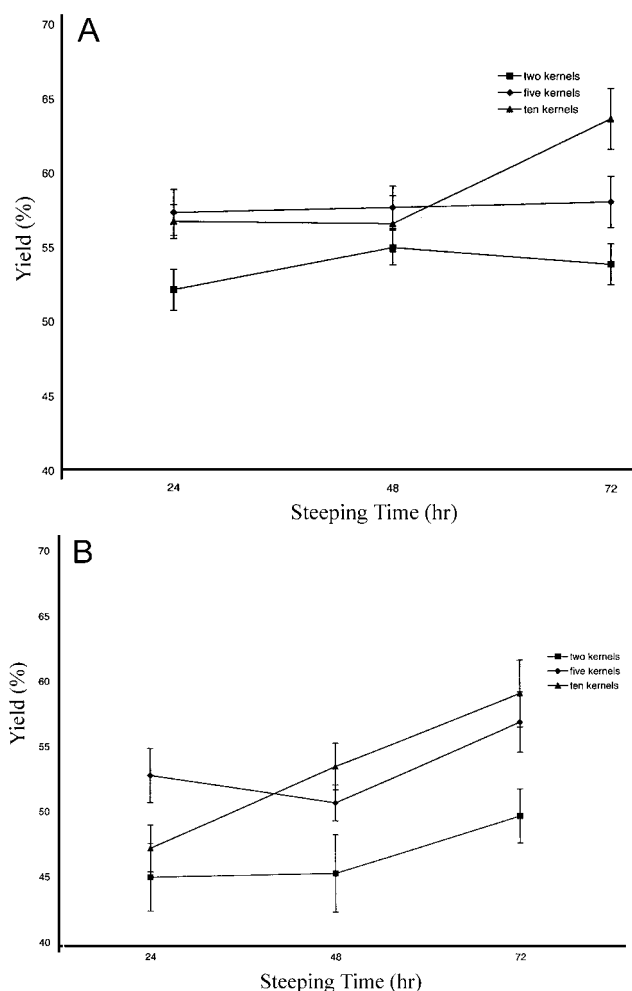 A
70
65
60
55
50
45
40
Yield (%)
two kernels
five kernels
ten kernels
24
48
72
Steeping Time (hr)
B
70
65
60
55
50
45
40
Yield (%)
two kernels
five kernels
ten kernels
24
48
72
Steeping Time (hr)